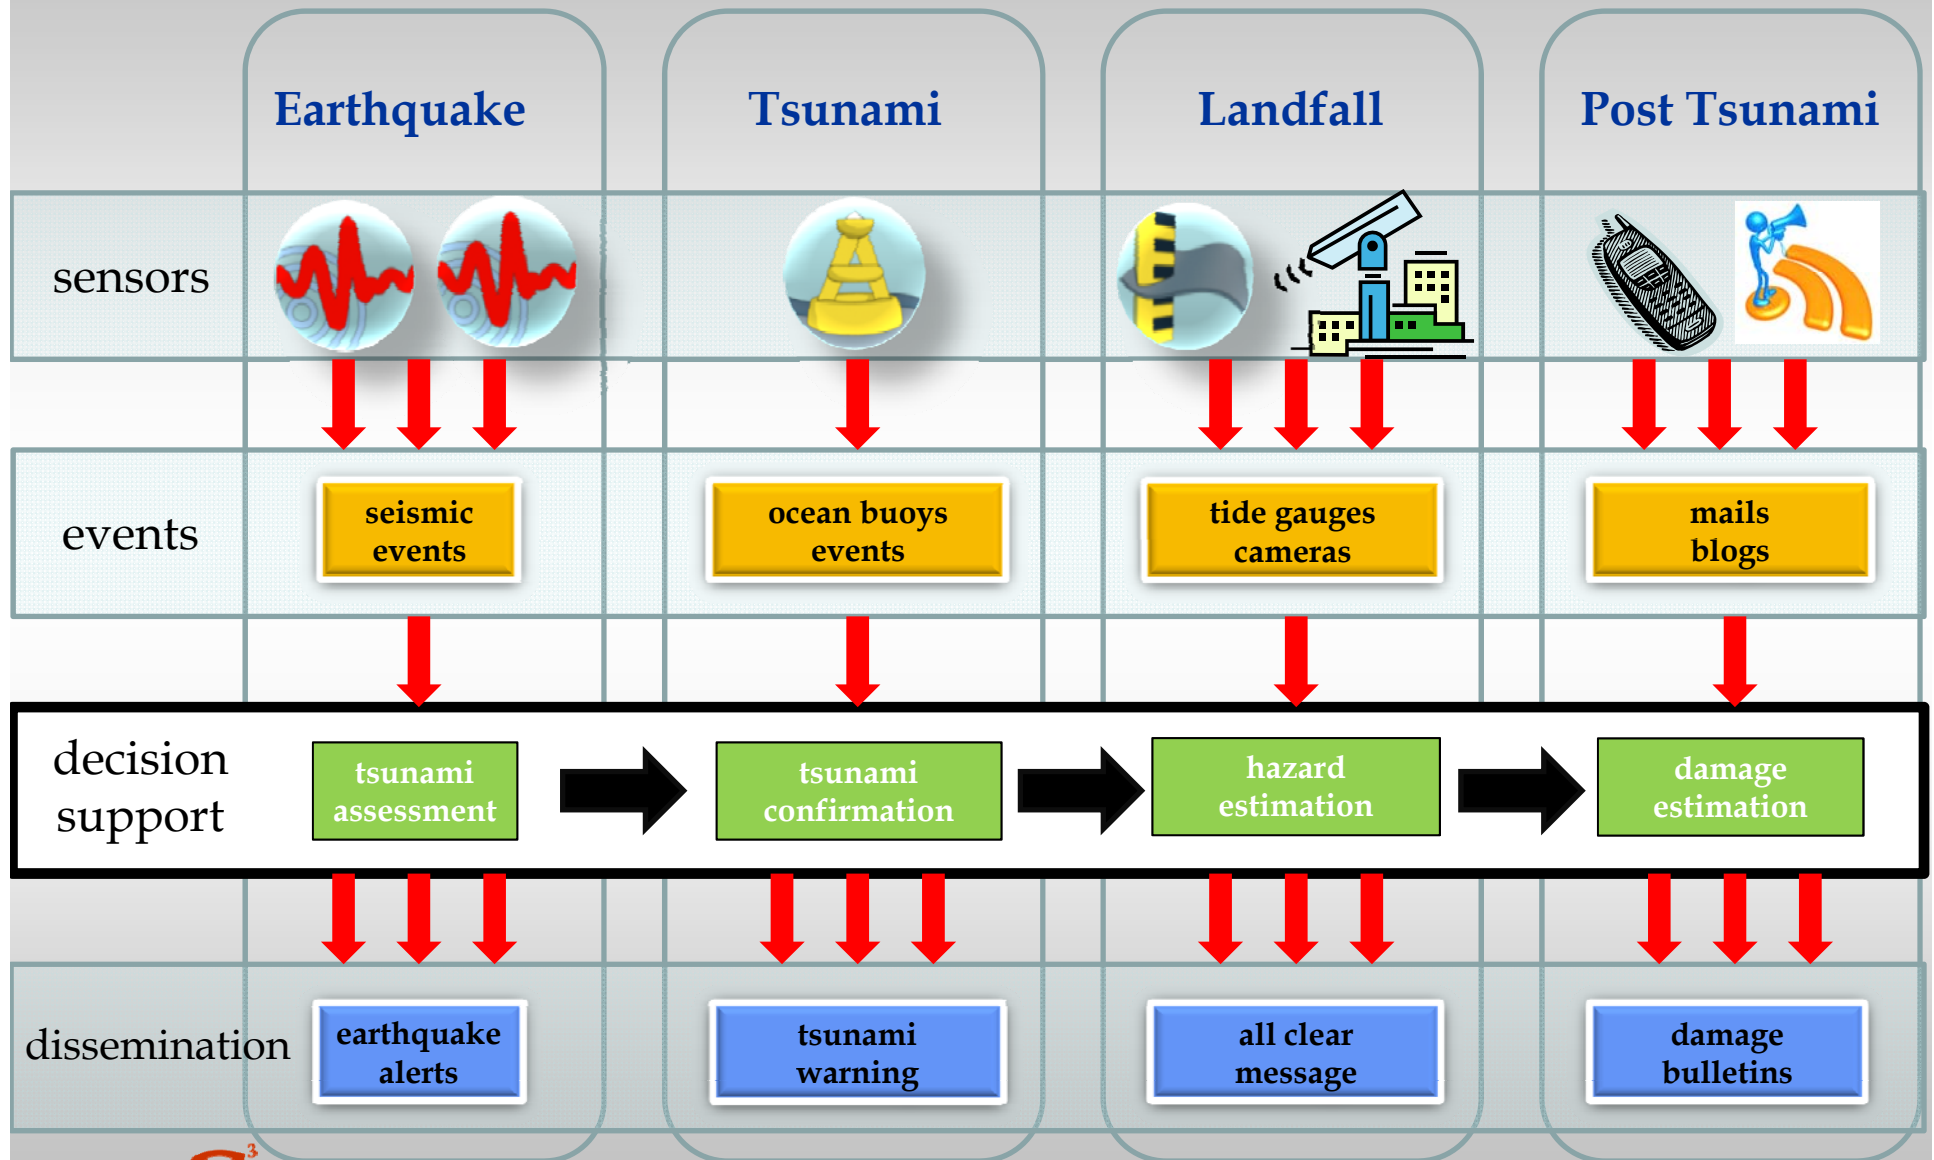 Earthquake
Tsunami
Landfall
Post Tsunami
sensors
events
seismic
events
ocean buoys
events
tide gauges
cameras
mails
blogs
decision
support
tsunami
assessment
tsunami
confirmation
hazard
estimation
damage
estimation
dissemination
earthquake
alerts
tsunami
warning
all clear
message
damage
bulletins
3